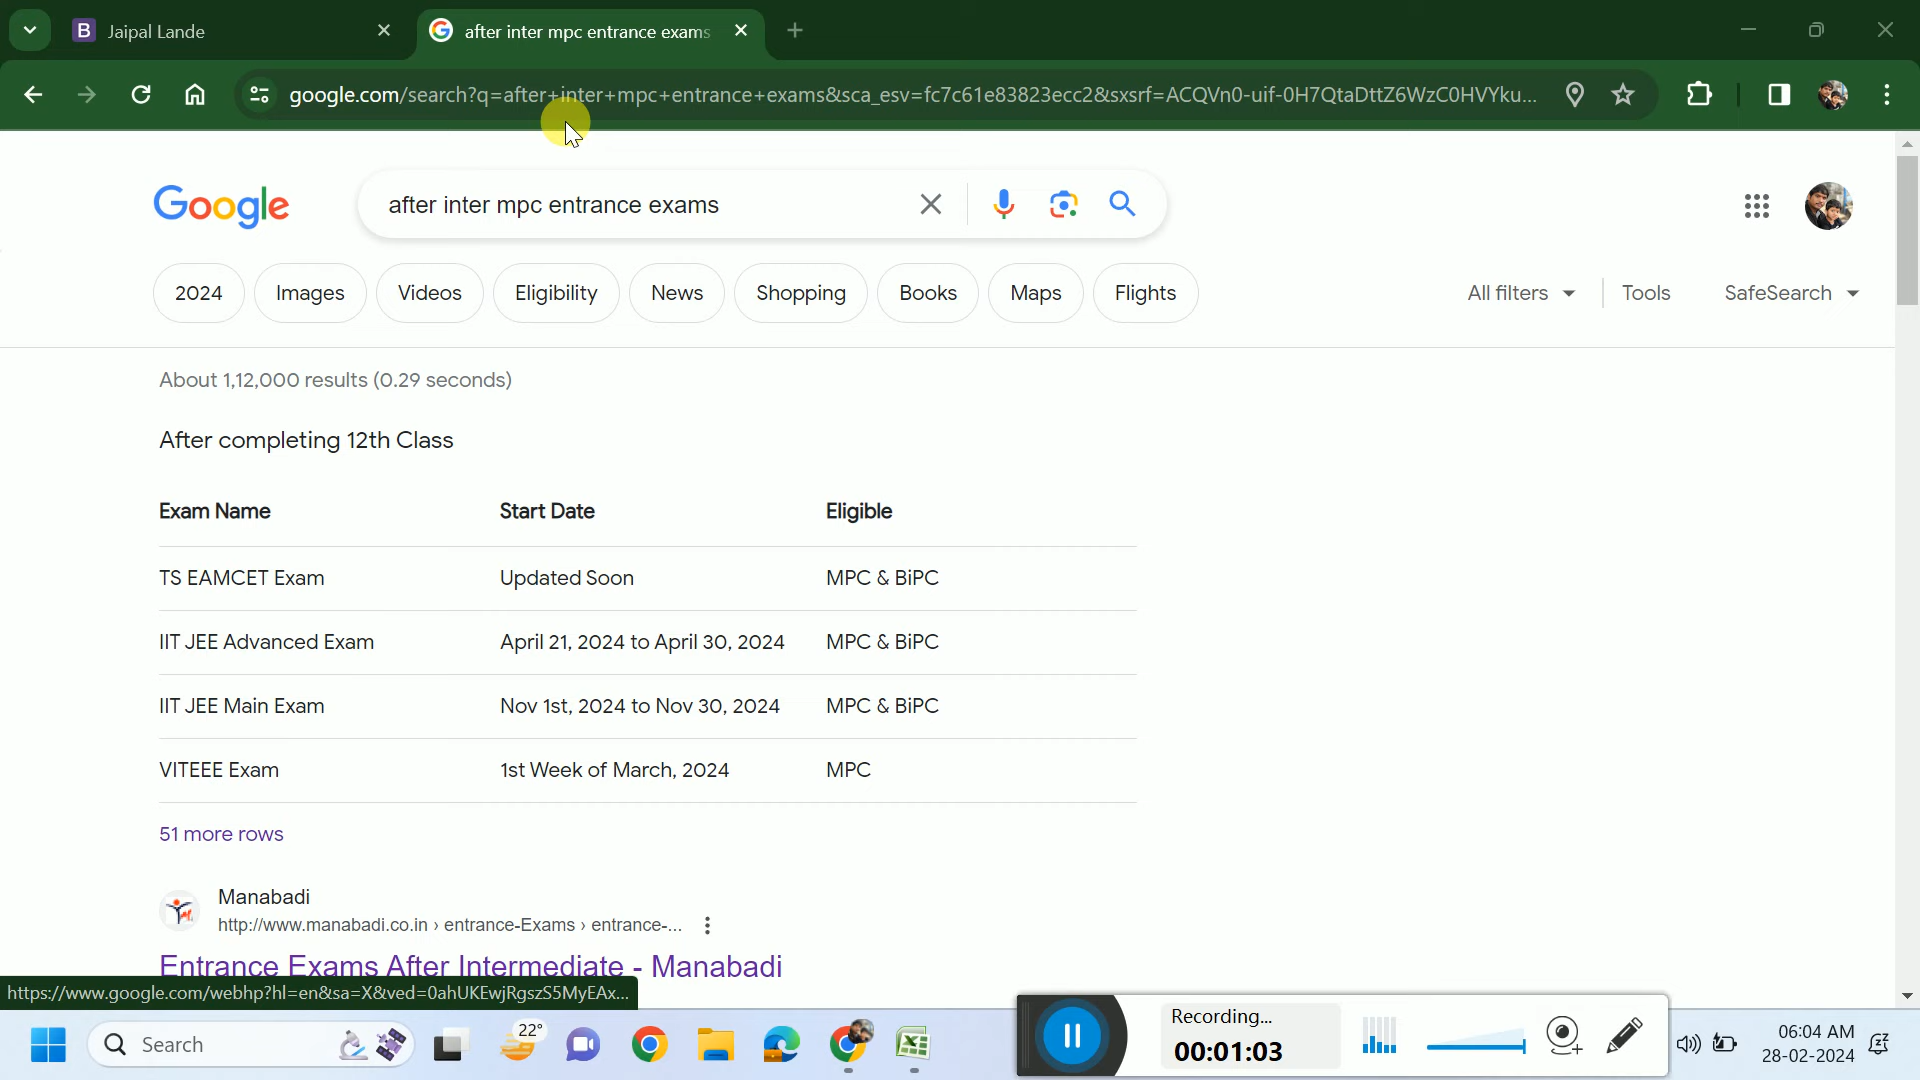 B Jaipal Lande
after inter mpc entrance exams
google.com/search?q=after+inter+mpc+entrance+exams&sca_esv=fc7c61e83823ecc2&sxsrf=ACQVn0-uif-0H7QtaDttZ6WzC0HVYku...
Google
after inter mpc entrance exams
2024 Images Videos Eligibility News Shopping Books Maps Flights All filters Tools SafeSearch
About 1,12,000 results (0.29 seconds)
After completing 12th Class
Exam Name Start Date Eligible
TS EAMCET Exam Updated Soon MPC & BiPC
IIT JEE Advanced Exam April 21, 2024 to April 30, 2024 MPC & BiPC
IIT JEE Main Exam Nov 1st, 2024 to Nov 30, 2024 MPC & BiPC
VITEEE Exam 1st Week of March, 2024 MPC
51 more rows
Manabadi
http://www.manabadi.co.in › entrance-Exams › entrance-...
Entrance Exams After Intermediate - Manabadi
https://www.google.com/webhp?hl=en&sa=X&ved=0ahUKEwjRgszS5MyEAx...
Search
22°
Recording...
00:01:03
06:04 AM
28-02-2024